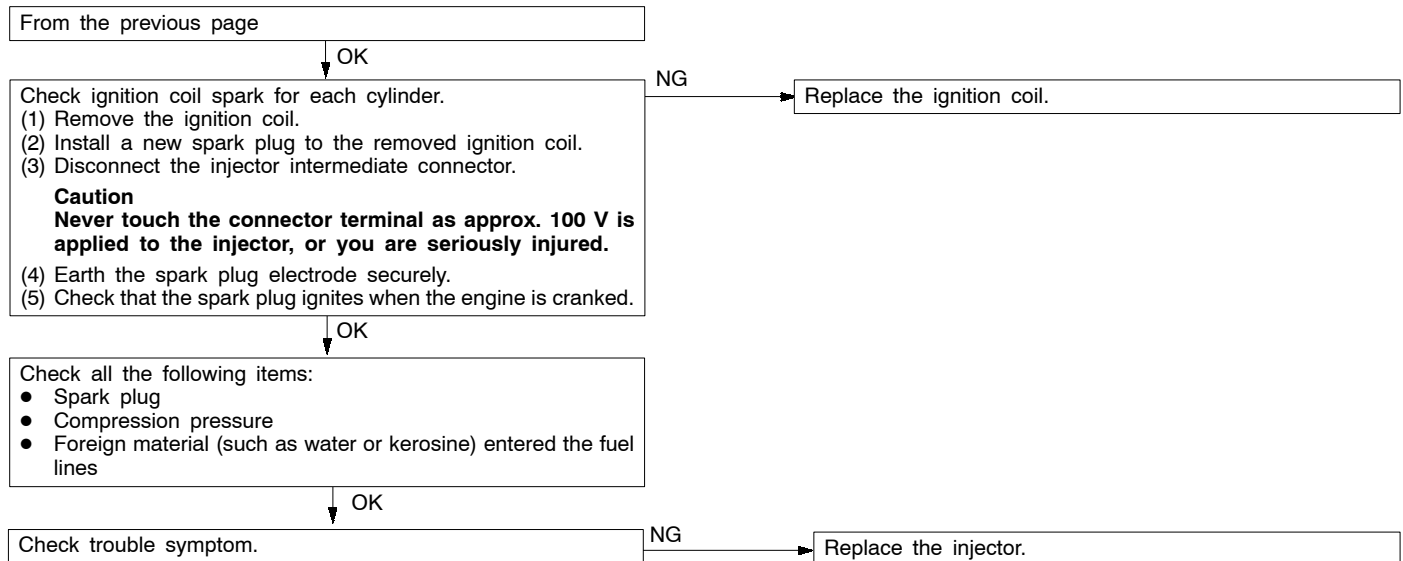 From the previous page
OK
Check ignition coil spark for each cylinder.
(1) Remove the ignition coil.
(2) Install a new spark plug to the removed ignition coil.
(3) Disconnect the injector intermediate connector.
Caution
Never touch the connector terminal as approx. 100 V is
applied to the injector, or you are seriously injured.
(4) Earth the spark plug electrode securely.
(5) Check that the spark plug ignites when the engine is cranked.
NG
Replace the ignition coil.
OK
Check all the following items:
● Spark plug
● Compression pressure
● Foreign material (such as water or kerosine) entered the fuel
lines
OK
Check trouble symptom.
NG
Replace the injector.